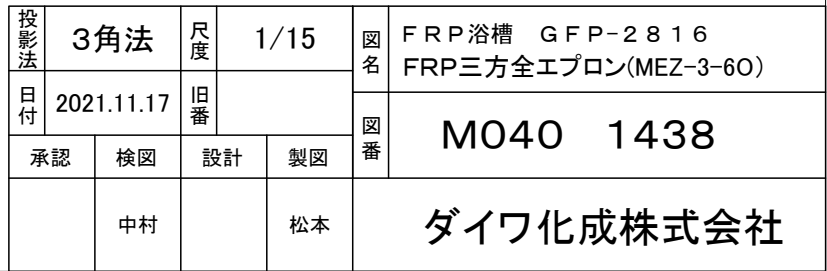 投影法 3角法 尺度 1/15
図名 FRP浴槽 GFP-2816
FRP三方全エプロン(MEZ-3-60)
日付 2021.11.17 旧番
図番 M040 1438
承認 検図 設計 製図
中村 松本
ダイワ化成株式会社